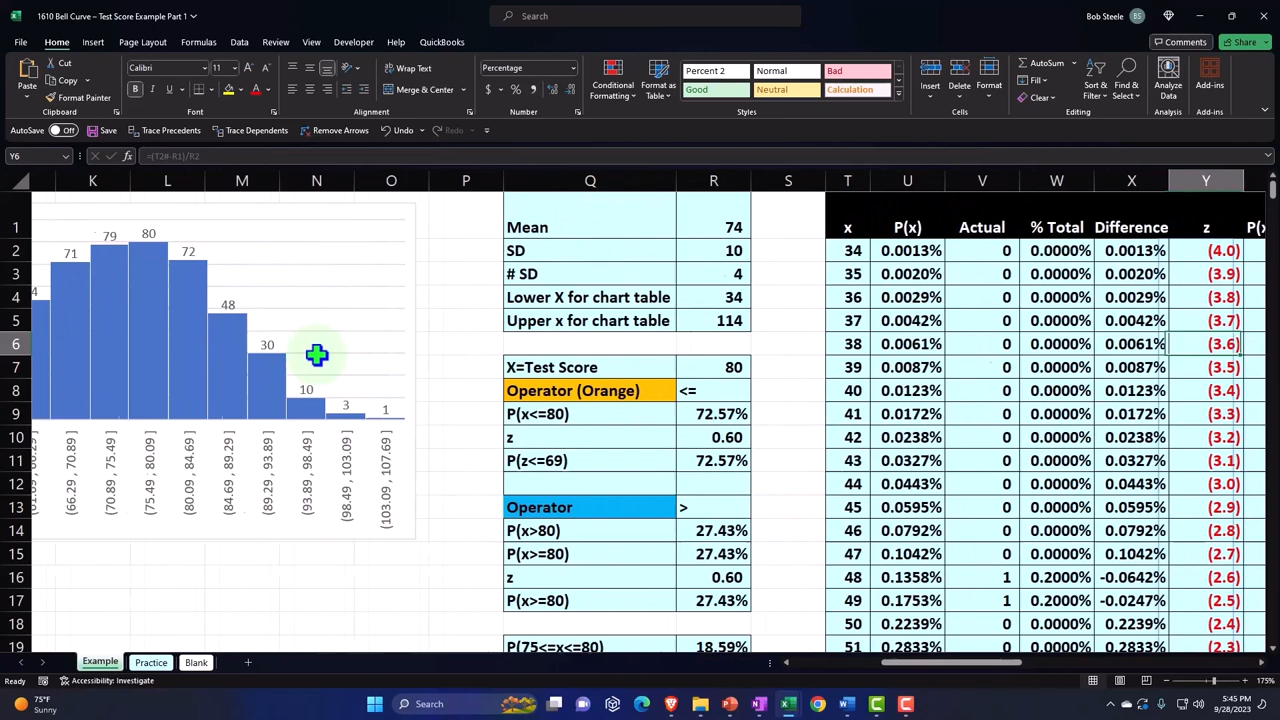 1610 Bell Curve – Test Score Example Part 1
Search
Bob Steele
BS
File Home Insert Page Layout Formulas Data Review View Developer Help QuickBooks
Comments
Share
Paste
Cut
Copy
Format Painter
Clipboard
Calibri 11
Font
Wrap Text
Merge & Center
Alignment
Percentage
Number
Conditional Formatting
Format as Table
Percent 2 Normal Bad
Good Neutral Calculation
Styles
Insert Delete Format
Cells
AutoSum
Fill
Clear
Sort & Filter
Find & Select
Editing
Analyze Data
Analysis
Add-ins
Add-ins
AutoSave Off Save Trace Precedents Trace Dependents Remove Arrows Undo Redo
Y6 fx =(T2#-R1)/R2
K L M N O P Q R S T U V W X Y
1 Mean 74 x P(x) Actual % Total Difference z
2 SD 10 34 0.0013% 0 0.0000% 0.0013% (4.0)
3 # SD 4 35 0.0020% 0 0.0000% 0.0020% (3.9)
4 Lower X for chart table 34 36 0.0029% 0 0.0000% 0.0029% (3.8)
5 Upper x for chart table 114 37 0.0042% 0 0.0000% 0.0042% (3.7)
6 38 0.0061% 0 0.0000% 0.0061% (3.6)
7 X=Test Score 80 39 0.0087% 0 0.0000% 0.0087% (3.5)
8 Operator (Orange) <= 40 0.0123% 0 0.0000% 0.0123% (3.4)
9 P(x<=80) 72.57% 41 0.0172% 0 0.0000% 0.0172% (3.3)
10 z 0.60 42 0.0238% 0 0.0000% 0.0238% (3.2)
11 P(z<=69) 72.57% 43 0.0327% 0 0.0000% 0.0327% (3.1)
12 44 0.0443% 0 0.0000% 0.0443% (3.0)
13 Operator > 45 0.0595% 0 0.0000% 0.0595% (2.9)
14 P(x>80) 27.43% 46 0.0792% 0 0.0000% 0.0792% (2.8)
15 P(x>=80) 27.43% 47 0.1042% 0 0.0000% 0.1042% (2.7)
16 z 0.60 48 0.1358% 1 0.2000% -0.0642% (2.6)
17 P(x>=80) 27.43% 49 0.1753% 1 0.2000% -0.0247% (2.5)
18 50 0.2239% 0 0.0000% 0.2239% (2.4)
19 P(75<=x<=80) 18.59% 51 0.2833% 0 0.0000% 0.2833% (2.3)
4 71 79 80 72 48 30 10 3 1
(66.29 , 70.89]
(70.89 , 75.49]
(75.49 , 80.09]
(80.09 , 84.69]
(84.69 , 89.29]
(89.29 , 93.89]
(93.89 , 98.49]
(98.49 , 103.09]
(103.09 , 107.69]
Example Practice Blank
Ready Accessibility: Investigate
175%
75°F
Sunny
Search
5:45 PM
9/28/2023